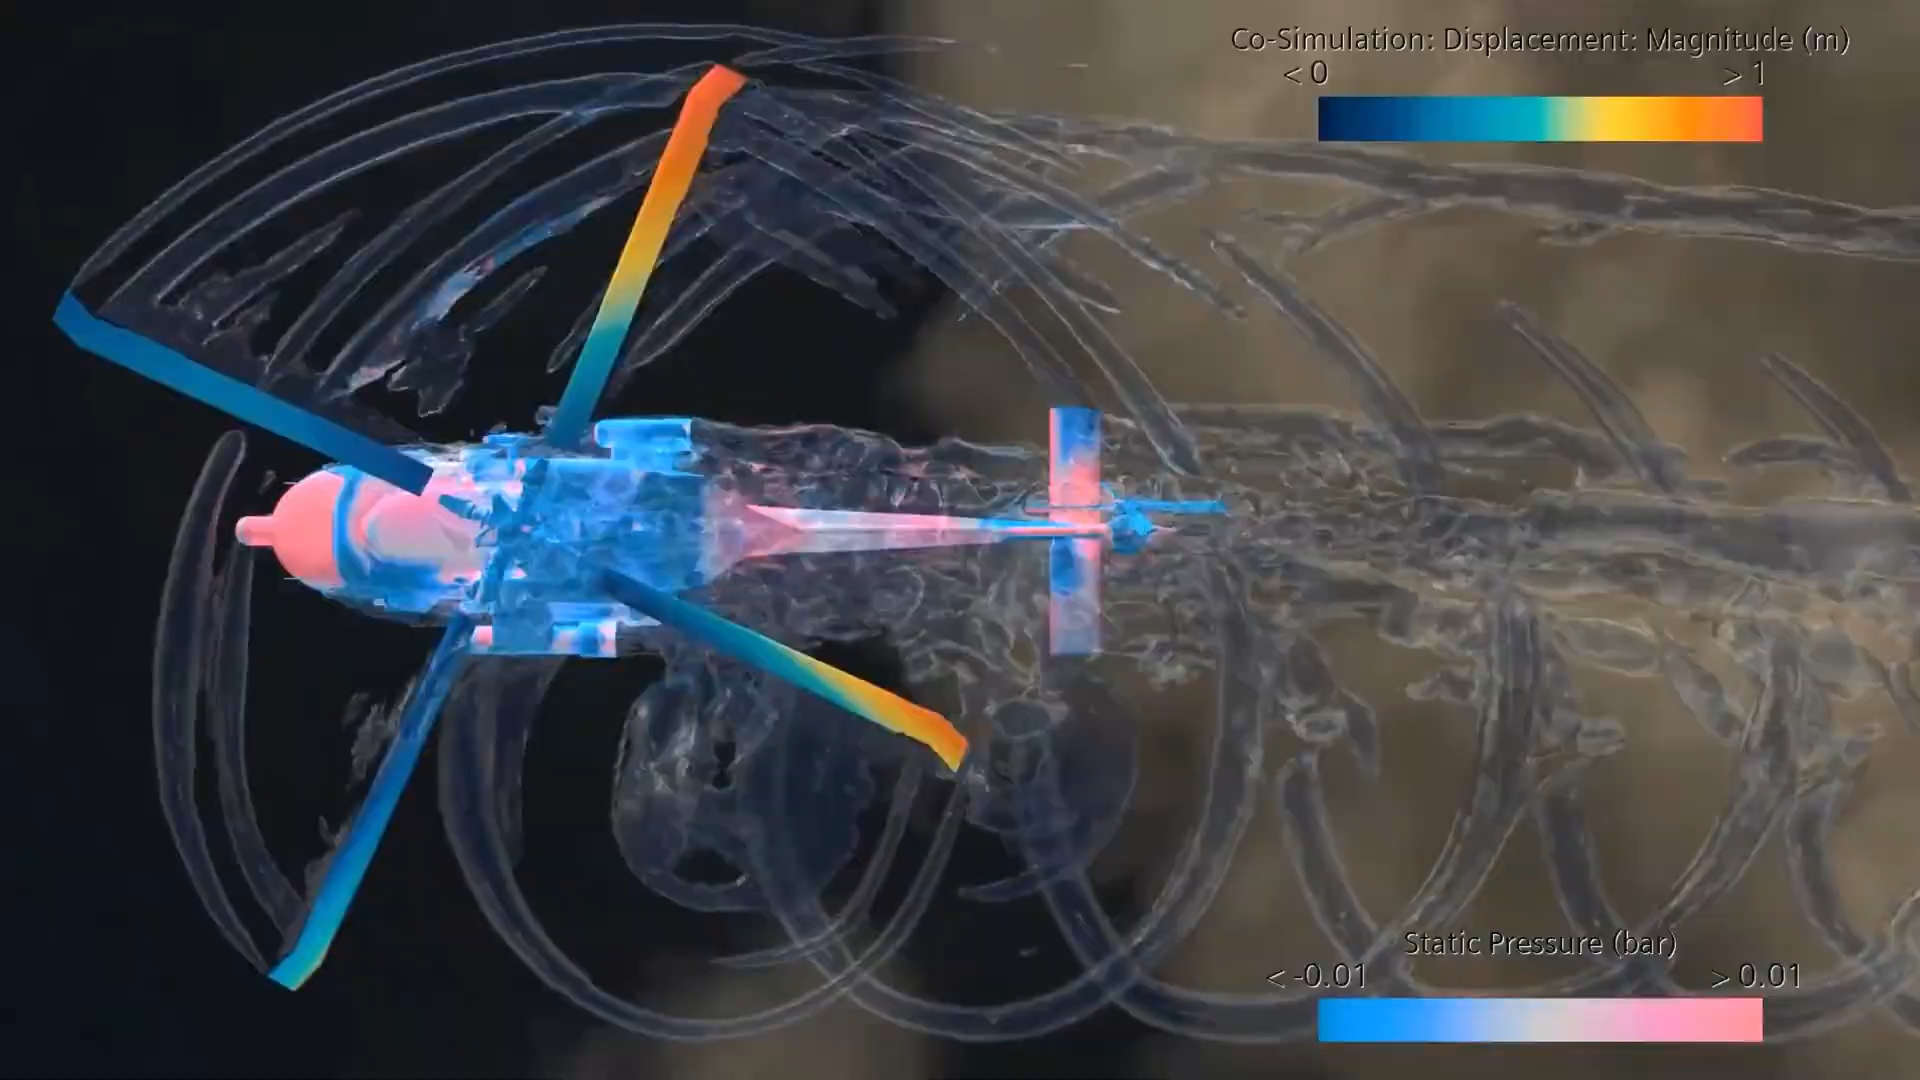 Co-Simulation: Displacement: Magnitude (m)
< 0 > 1
Static Pressure (bar)
< -0.01 > 0.01